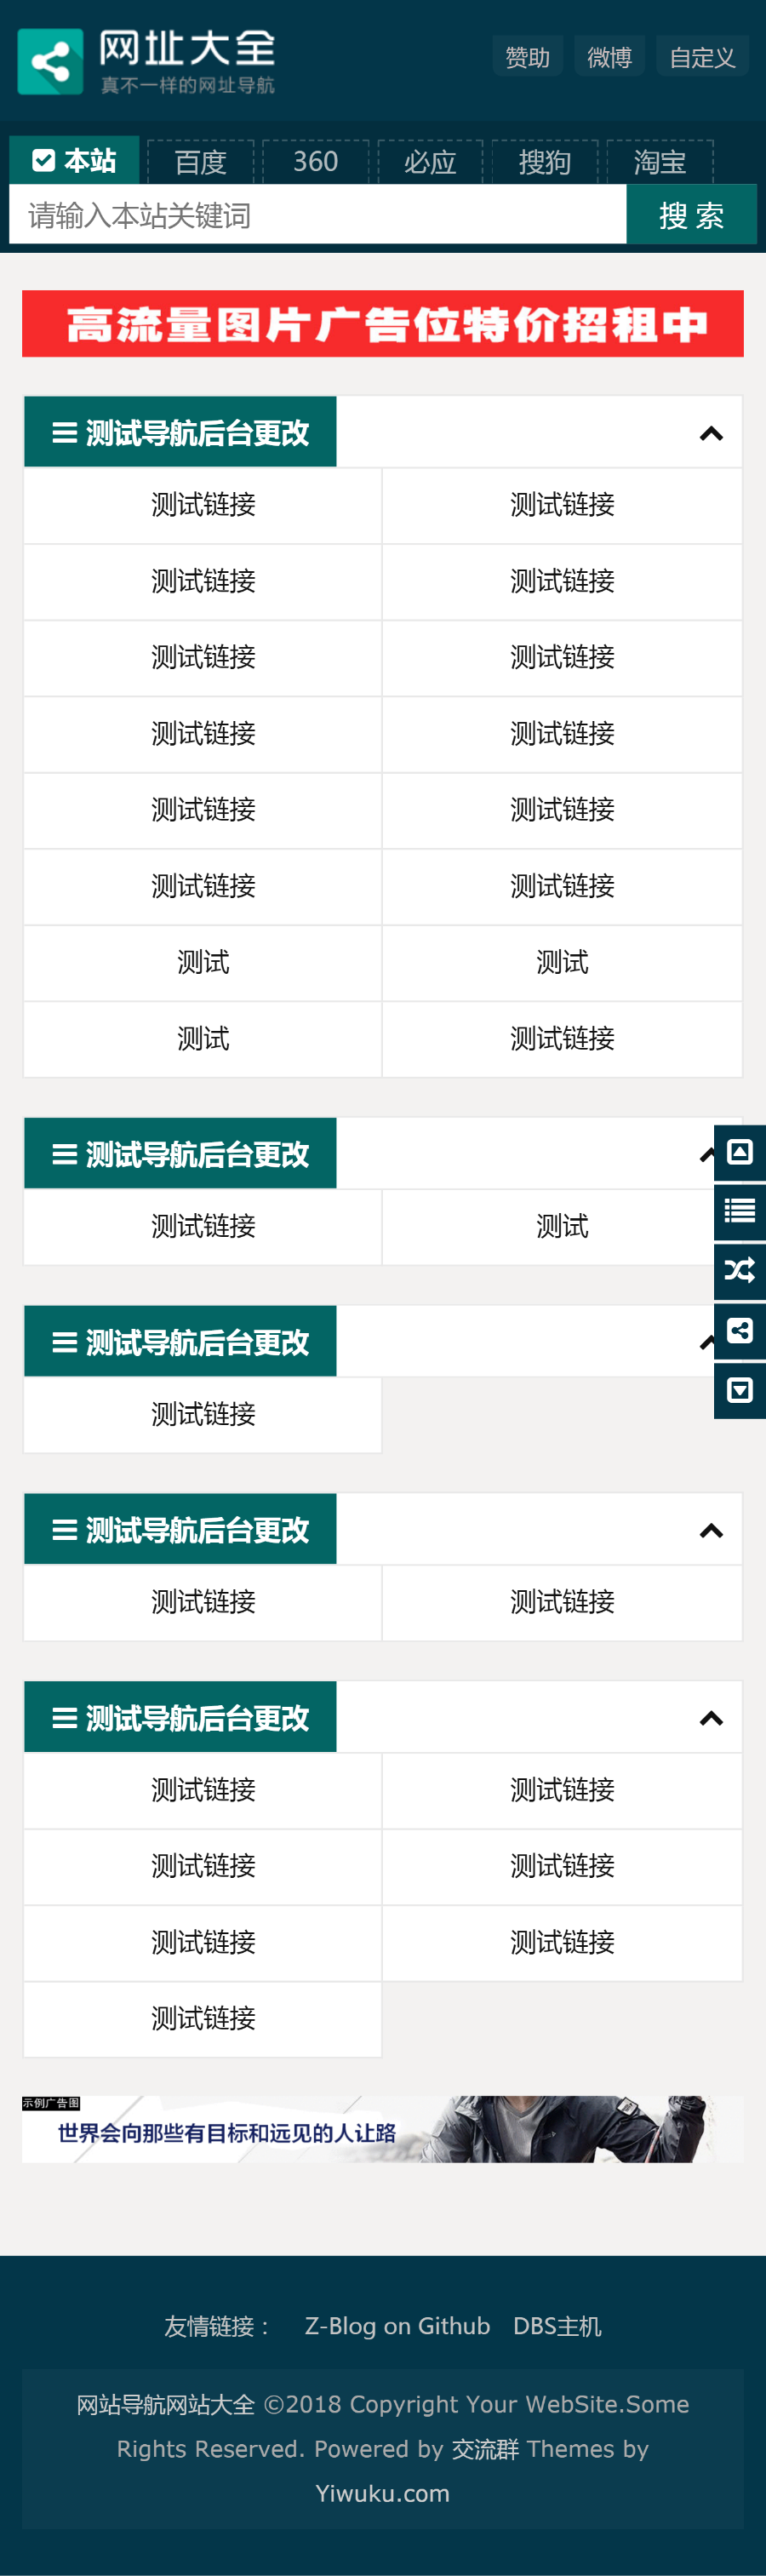 网址大全
真不一样的网址导航
赞助 微博 自定义
本站 百度 360 必应 搜狗 淘宝
请输入本站关键词 搜 索
高流量图片广告位特价招租中
测试导航后台更改
测试链接 测试链接
测试链接 测试链接
测试链接 测试链接
测试链接 测试链接
测试链接 测试链接
测试链接 测试链接
测试 测试
测试 测试链接
测试导航后台更改
测试链接 测试
测试导航后台更改
测试链接
测试导航后台更改
测试链接 测试链接
测试导航后台更改
测试链接 测试链接
测试链接 测试链接
测试链接 测试链接
测试链接
示例广告图
世界会向那些有目标和远见的人让路
友情链接： Z-Blog on Github DBS主机
网站导航网站大全 ©2018 Copyright Your WebSite.Some
Rights Reserved. Powered by 交流群 Themes by
Yiwuku.com